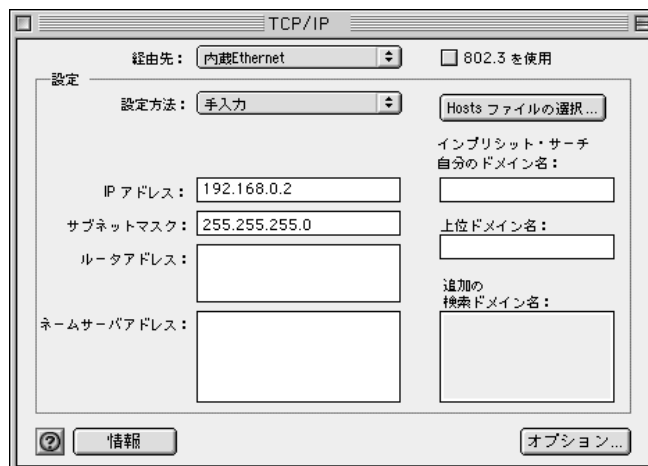 TCP/IP
経由先：
内蔵Ethernet
802.3 を使用
設定
設定方法：
手入力
Hosts ファイルの選択...
インプリシット・サーチ
自分のドメイン名：
IP アドレス：
192.168.0.2
サブネットマスク：
255.255.255.0
上位ドメイン名：
ルータアドレス：
追加の
検索ドメイン名：
ネームサーバアドレス：
?
情報
オプション...